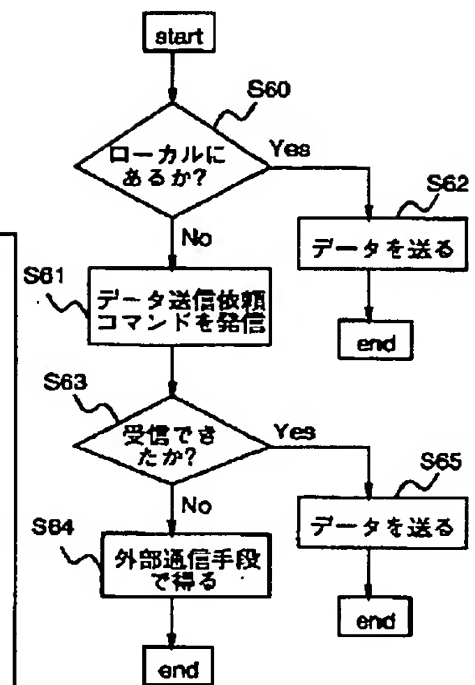 start
S60
ローカルに
あるか?
Yes
S62
データを送る
No
end
S61
データ送信依頼
コマンドを発信
S63
受信でき
たか?
Yes
S65
データを送る
No
end
S64
外部通信手段
で得る
end